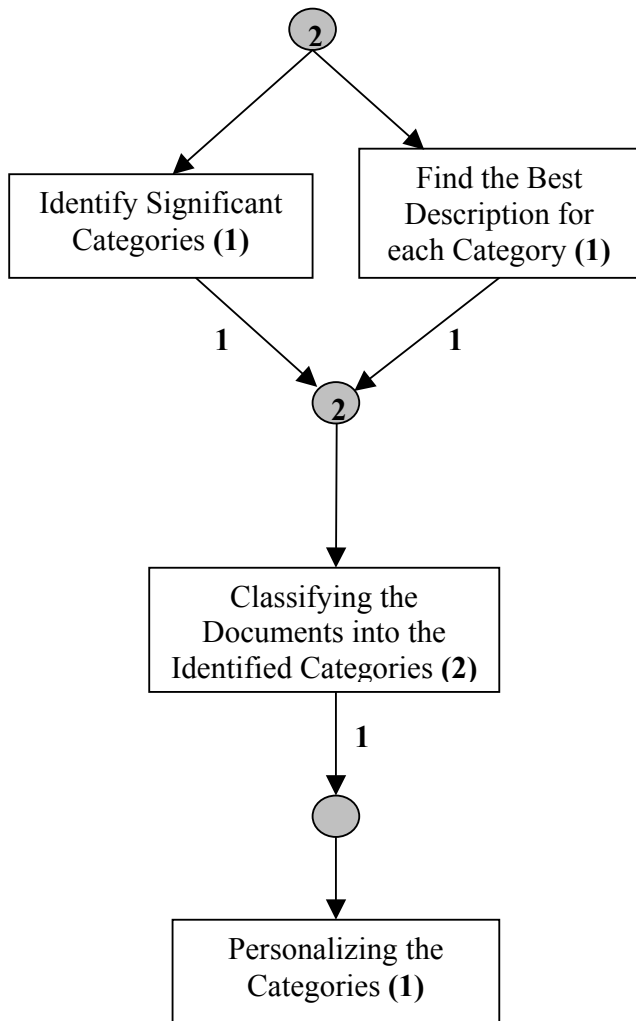 2
Identify Significant
Categories (1)
Find the Best
Description for
each Category (1)
1
1
2
Classifying the
Documents into the
Identified Categories (2)
1
Personalizing the
Categories (1)